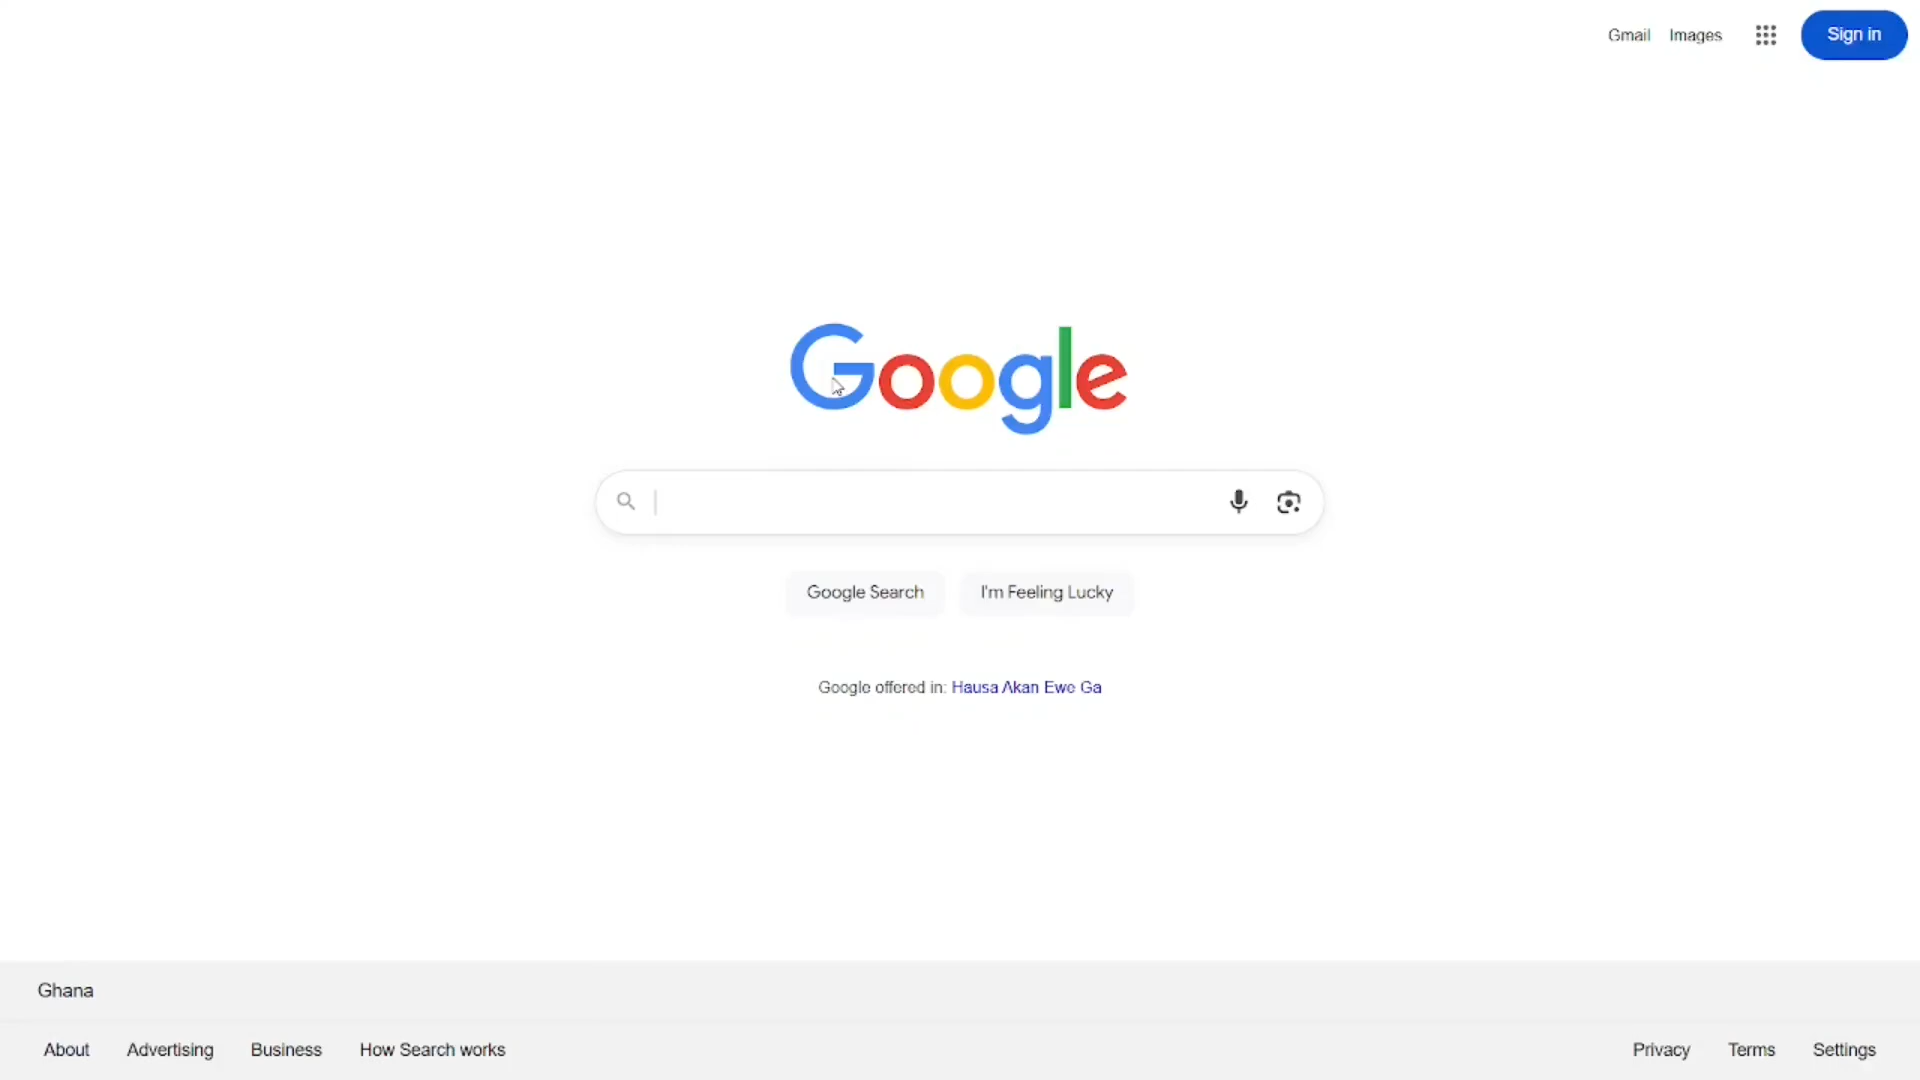 Gmail Images Sign in
Google
Google Search I'm Feeling Lucky
Google offered in: Hausa Akan Ewe Ga
Ghana
About Advertising Business How Search works Privacy Terms Settings